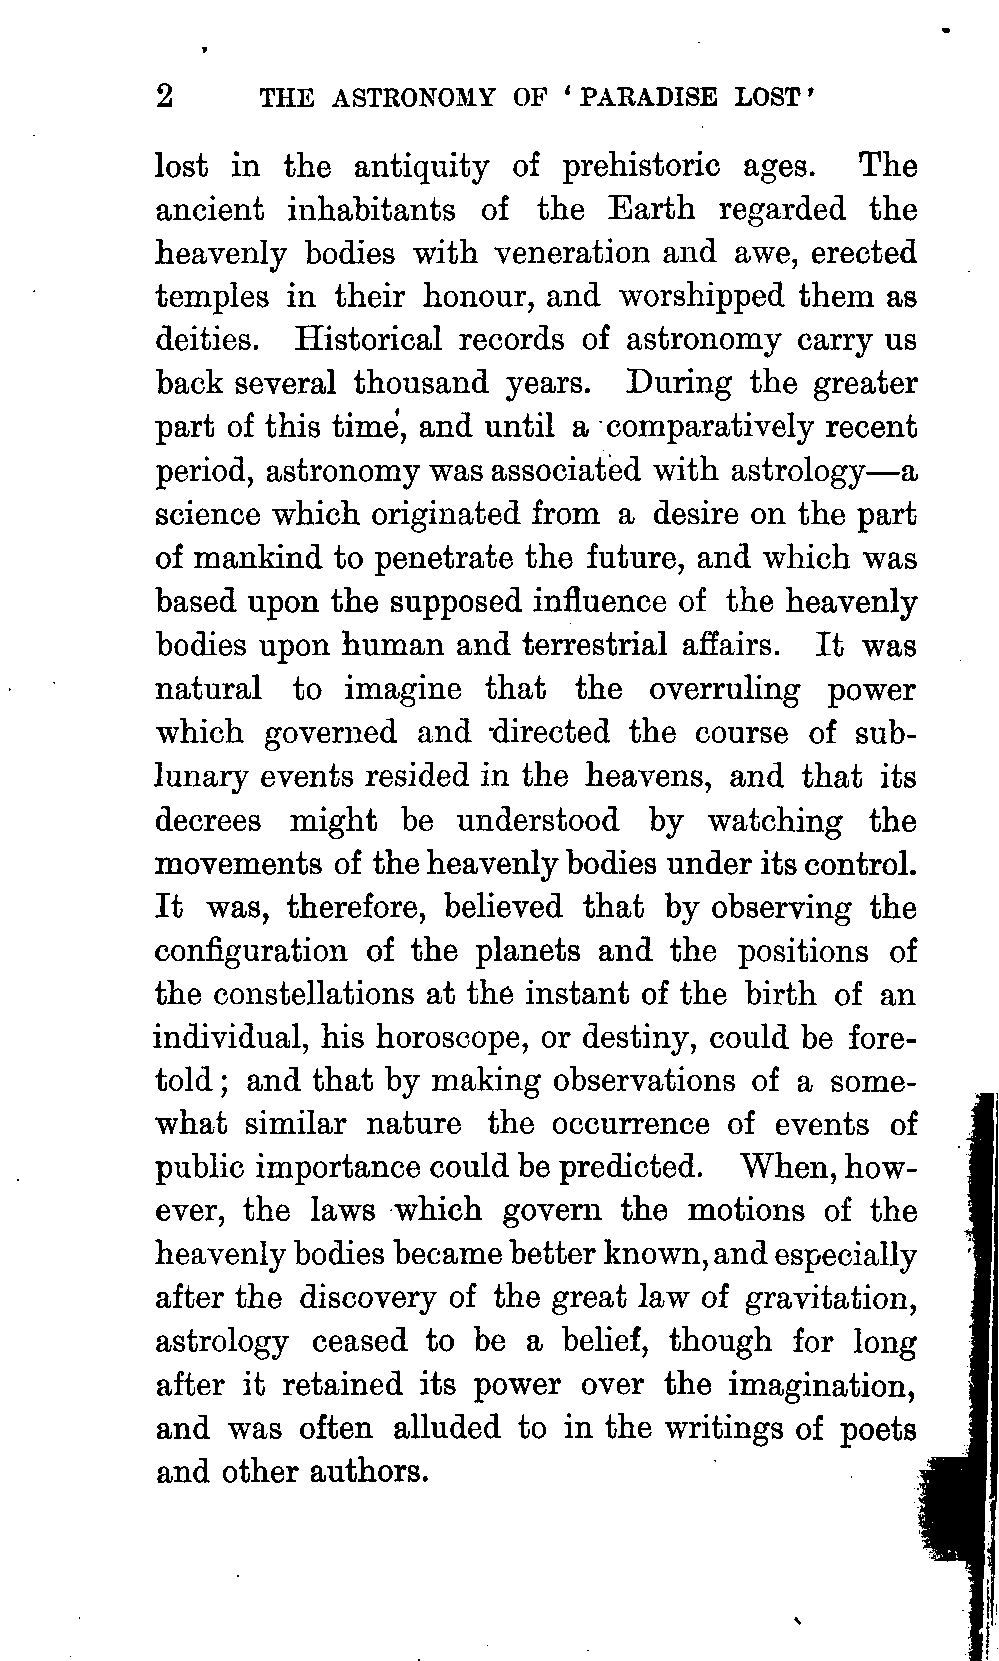 2 THE ASTRONOMY OF ‘PARADISE LOST’
lost in the antiquity of prehistoric ages. The
ancient inhabitants of the Earth regarded the
heavenly bodies with veneration and awe, erected
temples in their honour, and worshipped them as
deities. Historical records of astronomy carry us
back several thousand years. During the greater
part of this time, and until a comparatively recent
period, astronomy was associated with astrology—a
science which originated from a desire on the part
of mankind to penetrate the future, and which was
based upon the supposed influence of the heavenly
bodies upon human and terrestrial affairs. It was
natural to imagine that the overruling power
which governed and directed the course of sub-
lunary events resided in the heavens, and that its
decrees might be understood by watching the
movements of the heavenly bodies under its control.
It was, therefore, believed that by observing the
configuration of the planets and the positions of
the constellations at the instant of the birth of an
individual, his horoscope, or destiny, could be fore-
told; and that by making observations of a some-
what similar nature the occurrence of events of
public importance could be predicted. When, how-
ever, the laws which govern the motions of the
heavenly bodies became better known, and especially
after the discovery of the great law of gravitation,
astrology ceased to be a belief, though for long
after it retained its power over the imagination,
and was often alluded to in the writings of poets
and other authors.